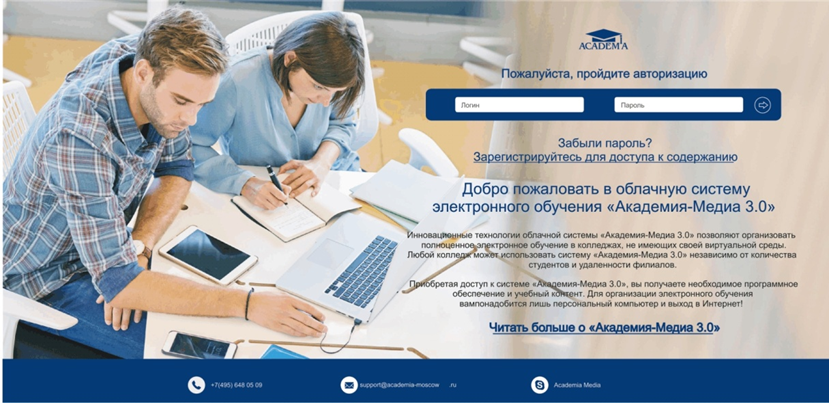 ACADEM'A
Пожалуйста, пройдите авторизацию
Логин Пароль
Забыли пароль?
Зарегистрируйтесь для доступа к содержанию
Добро пожаловать в облачную систему
электронного обучения «Академия-Медиа 3.0»
Инновационные технологии облачной системы «Академия-Медиа 3.0» позволяют организовать
полноценное электронное обучение в колледжах, не имеющих своей виртуальной среды.
Любой колледж может использовать систему «Академия-Медиа 3.0» независимо от количества
студентов и удаленности филиалов.
Приобретая доступ к системе «Академия-Медиа 3.0», вы получаете необходимое программное
обеспечение и учебный контент. Для организации электронного обучения
вампонадобится лишь персональный компьютер и выход в Интернет!
Читать больше о «Академия-Медиа 3.0»
+7(495) 648 05 09 support@academia-moscow .ru Academia Media